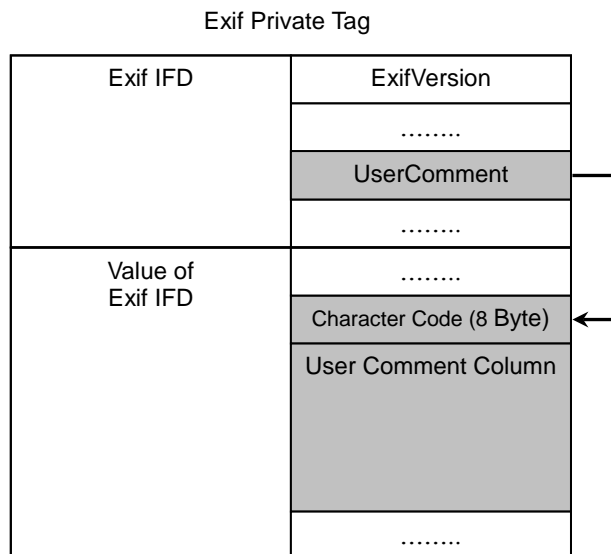 Exif Private Tag
Exif IFD
ExifVersion
........
UserComment
........
Value of
Exif IFD
........
Character Code (8 Byte)
User Comment Column
........